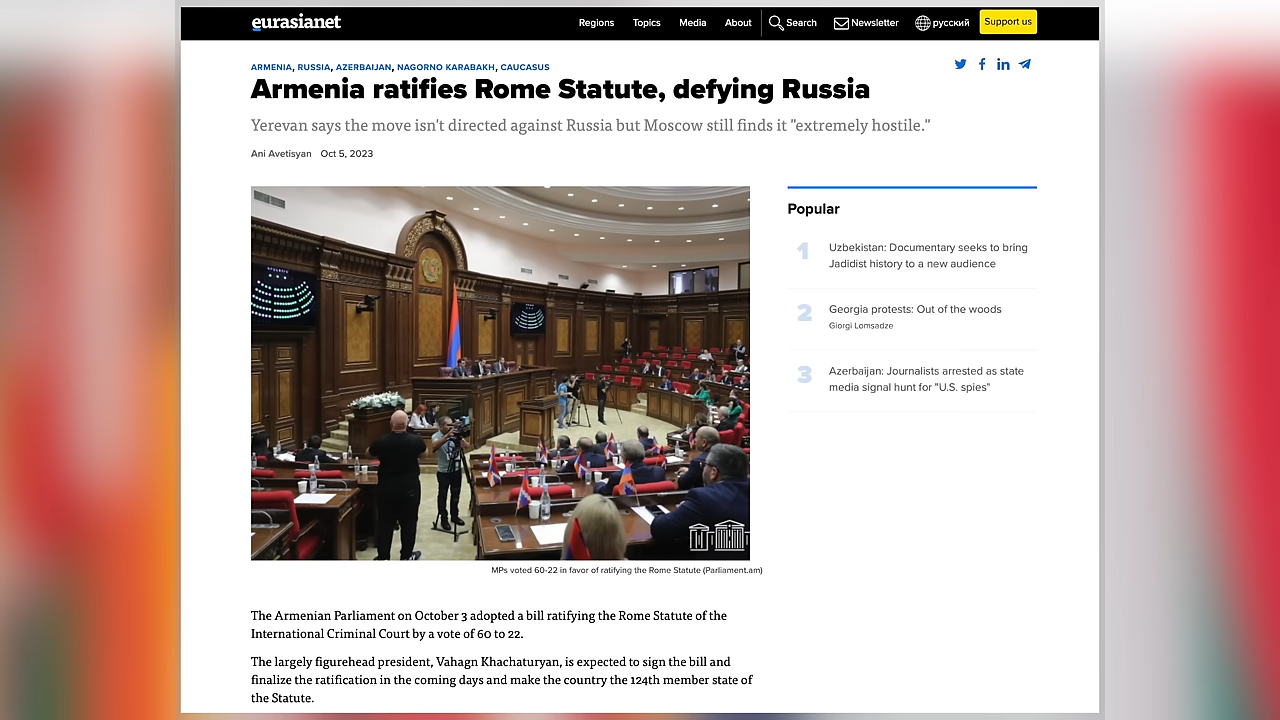 eurasianet
Regions Topics Media About Search Newsletter русский Support us
ARMENIA, RUSSIA, AZERBAIJAN, NAGORNO KARABAKH, CAUCASUS
Armenia ratifies Rome Statute, defying Russia
Yerevan says the move isn't directed against Russia but Moscow still finds it "extremely hostile."
Ani Avetisyan Oct 5, 2023
MPs voted 60-22 in favor of ratifying the Rome Statute (Parliament.am)
The Armenian Parliament on October 3 adopted a bill ratifying the Rome Statute of the
International Criminal Court by a vote of 60 to 22.
The largely figurehead president, Vahagn Khachaturyan, is expected to sign the bill and
finalize the ratification in the coming days and make the country the 124th member state of
the Statute.
Popular
1
Uzbekistan: Documentary seeks to bring
Jadidist history to a new audience
2
Georgia protests: Out of the woods
Giorgi Lomsadze
3
Azerbaijan: Journalists arrested as state
media signal hunt for "U.S. spies"